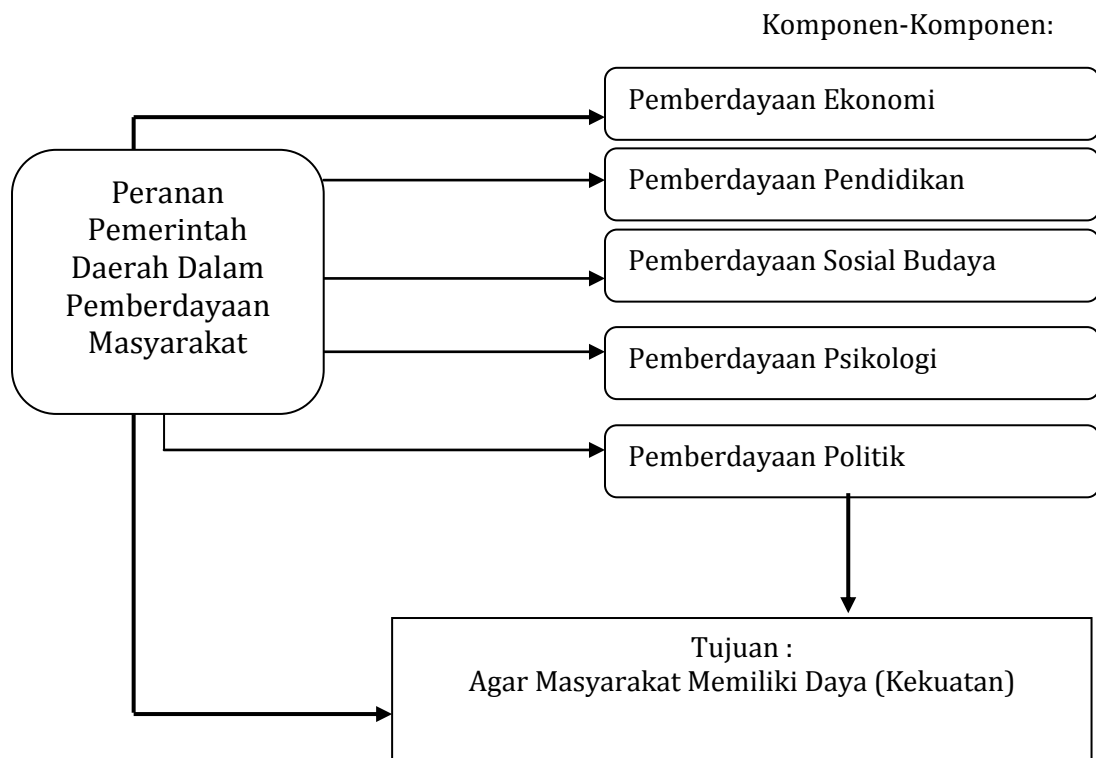 Komponen-Komponen:
Pemberdayaan Ekonomi
Peranan
Pemerintah
Daerah Dalam
Pemberdayaan
Masyarakat
Pemberdayaan Pendidikan
Pemberdayaan Sosial Budaya
Pemberdayaan Psikologi
Pemberdayaan Politik
Tujuan :
Agar Masyarakat Memiliki Daya (Kekuatan)